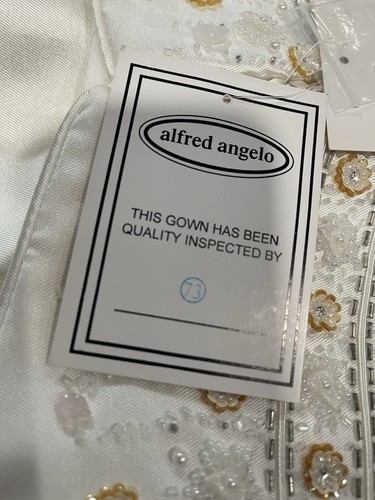 alfred angelo
THIS GOWN HAS BEEN
QUALITY INSPECTED BY
73